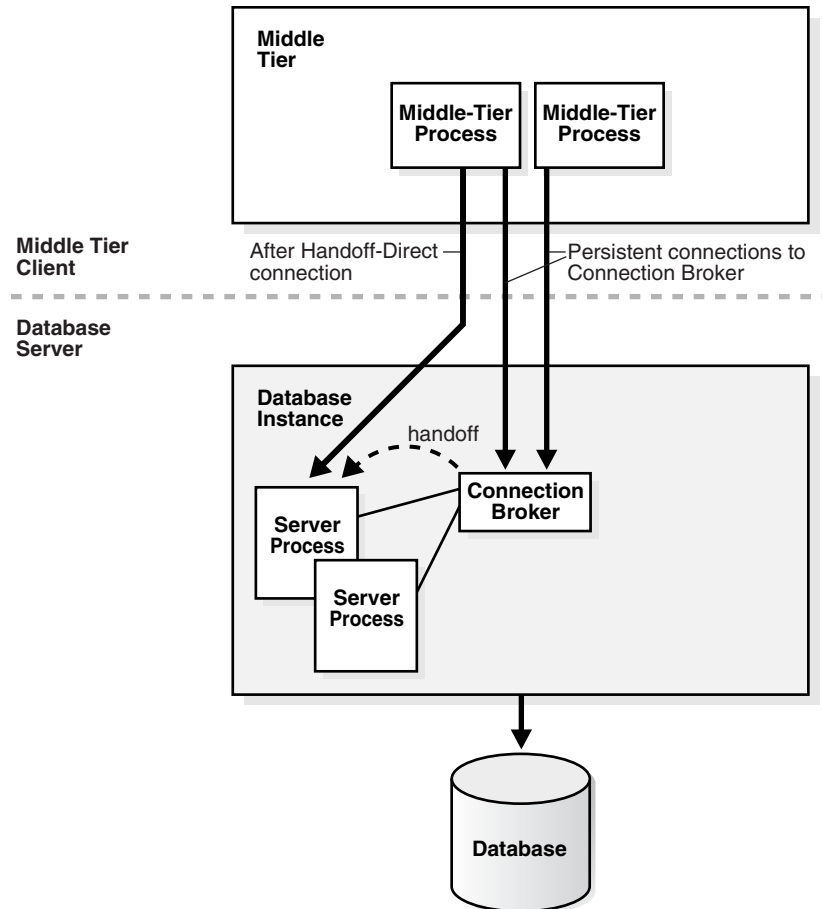 Middle
Tier
Middle-Tier
Process
Middle-Tier
Process
Middle Tier
Client
After Handoff-Direct
connection
Persistent connections to
Connection Broker
Database
Server
Database
Instance
handoff
Connection
Broker
Server
Process
Server
Process
Database